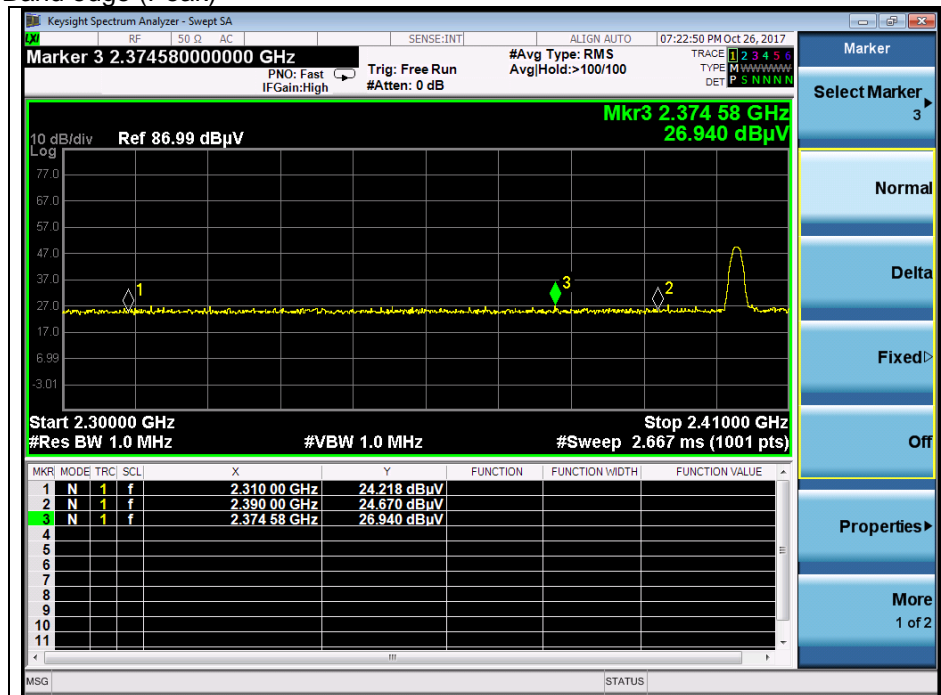 Band edge (Peak)
Keysight Spectrum Analyzer - Swept SA
LXI RF 50 Ω AC SENSE:INT ALIGN AUTO 07:22:50 PM Oct 26, 2017
Marker 3 2.374580000000 GHz
PNO: Fast
IFGain:High
Trig: Free Run
#Atten: 0 dB
#Avg Type: RMS
Avg|Hold:>100/100
TRACE 1 2 3 4 5 6
TYPE M WWWWW
DET P S N N N N
Mkr3 2.374 58 GHz
26.940 dBµV
10 dB/div Ref 86.99 dBµV
Log
77.0
67.0
57.0
47.0
37.0
27.0
17.0
6.99
-3.01
1
3
2
Start 2.30000 GHz Stop 2.41000 GHz
#Res BW 1.0 MHz #VBW 1.0 MHz #Sweep 2.667 ms (1001 pts)
MKR MODE TRC SCL X Y FUNCTION FUNCTION WIDTH FUNCTION VALUE
1 N 1 f 2.310 00 GHz 24.218 dBµV
2 N 1 f 2.390 00 GHz 24.670 dBµV
3 N 1 f 2.374 58 GHz 26.940 dBµV
4
5
6
7
8
9
10
11
MSG STATUS
Marker
Select Marker
3
Normal
Delta
Fixed
Off
Properties
More
1 of 2